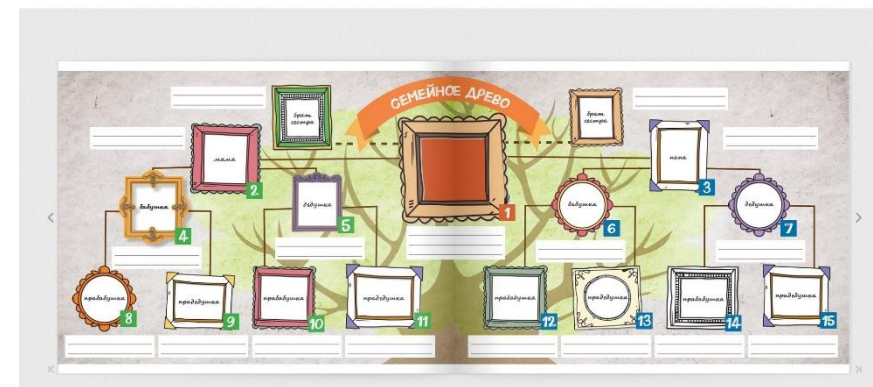 СЕМЕЙНОЕ ДРЕВО
брат
сестра
брат
сестра
мама
2
папа
3
1
бабушка
4
дедушка
5
бабушка
6
дедушка
7
прабабушка
8
прадедушка
9
прабабушка
10
прадедушка
11
прабабушка
12
прадедушка
13
прабабушка
14
прадедушка
15